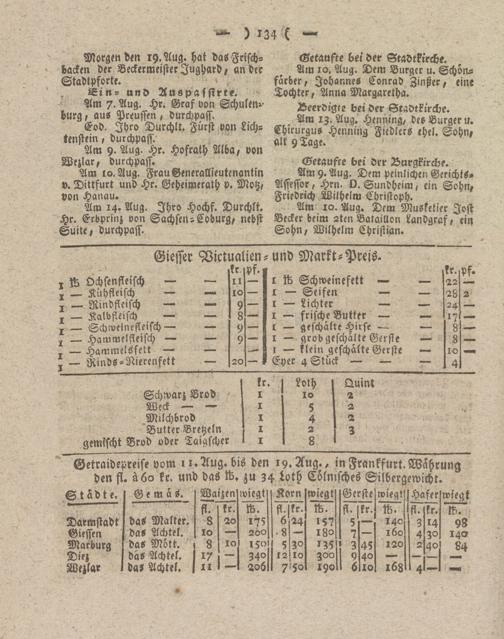 — ) 134 ( —
Morgen den 19. Aug. hat das Frisch-
backen der Beckermeister Jughard, an der
Stadtpforte.
Ein- und Auspassirte.
Am 7. Aug. Hr. Graf von Schulen-
burg, aus Preussen, durchpass.
Eod. Ihro Durchlt. Fürst von Lich-
tenstein, durchpass.
Am 9. Aug. Hr. Hofrath Alba, von
Wezlar, durchpass.
Am 10. Aug. Frau Generallieutenantin
v. Dittfurt und Hr. Geheimerath v. Motz,
von Hanau.
Am 14. Aug. Ihro Hochf. Durchlt.
Hr. Erbprinz von Sachsen-Coburg, nebst
Suite, durchpass.
Getaufte bei der Stadtkirche.
Am 10. Aug. Dem Burger u. Schön-
färber, Johannes Conrad Zinßer, eine
Tochter, Anna Margaretha.
Beerdigte bei der Stadtkirche.
Am 13. Aug. Henning, des Burger u.
Chirurgus Henning Fiedlers ehel. Sohn,
alt 9 Tage.
Getaufte bei der Burgkirche.
Am 9. Aug. Dem peinlichen Gerichts-
Assessor, Hrn. D. Sundheim, ein Sohn,
Friedrich Wilhelm Christoph.
Am 10. Aug. Dem Musketier Jost
Becker beim 2ten Bataillon Landgraf, ein
Sohn, Wilhelm Christian.
Giesser Victualien- und Markt-Preis.
kr. pf.
1 ℔ Ochsenfleisch — — 11 —
1 — Kühfleisch — — 10 —
1 — Rindfleisch — — 9 —
1 — Kalbfleisch — — 8 —
1 — Schweinefleisch — — 9 —
1 — Hammelfleisch — — 9 —
1 — Hammelsfett — —
1 — Rinds-Nierenfett — 20 —
kr. pf.
1 ℔ Schweinefett — — 22 —
1 — Seifen — — 28 2
1 — Lichter — — 24 —
1 — frische Butter — — 17 —
1 — geschälte Hirse — — 8 —
1 — grob geschälte Gerste — 8 —
1 — klein geschälte Gerste — 10 —
Eyer 4 Stück — — 4
kr. Loth Quint
Schwarz Brod 1 10 2
Weck — — 1 5 2
Milchbrod 1 4 2
Butter Bretzeln 1 2 3
gemischt Brod oder Taigscher 1 8
Getraidepreise vom 11. Aug. bis den 19. Aug., in Frankfurt. Währung
den fl. à 60 kr. und das ℔. zu 34 Loth Cölnisches Silbergewicht.
Städte. Gemäs. Waizen wiegt Korn wiegt Gerste wiegt Hafer wiegt
fl. kr. ℔. fl. kr. ℔. fl. kr. ℔. fl. kr. ℔.
Darmstadt das Malter. 8 20 175 6 24 157 5 — 140 3 14 98
Giessen das Achtel. 10 — 200 8 — 180 7 — 160 4 30 140
Marburg das Mött. 8 10 150 5 30 135 3 45 120 2 40 84
Diez das Achtel. 17 — 340 12 10 300 9 40 — — — —
Wezlar das Achtel. 11 — 206 7 50 190 6 10 168 4 — —